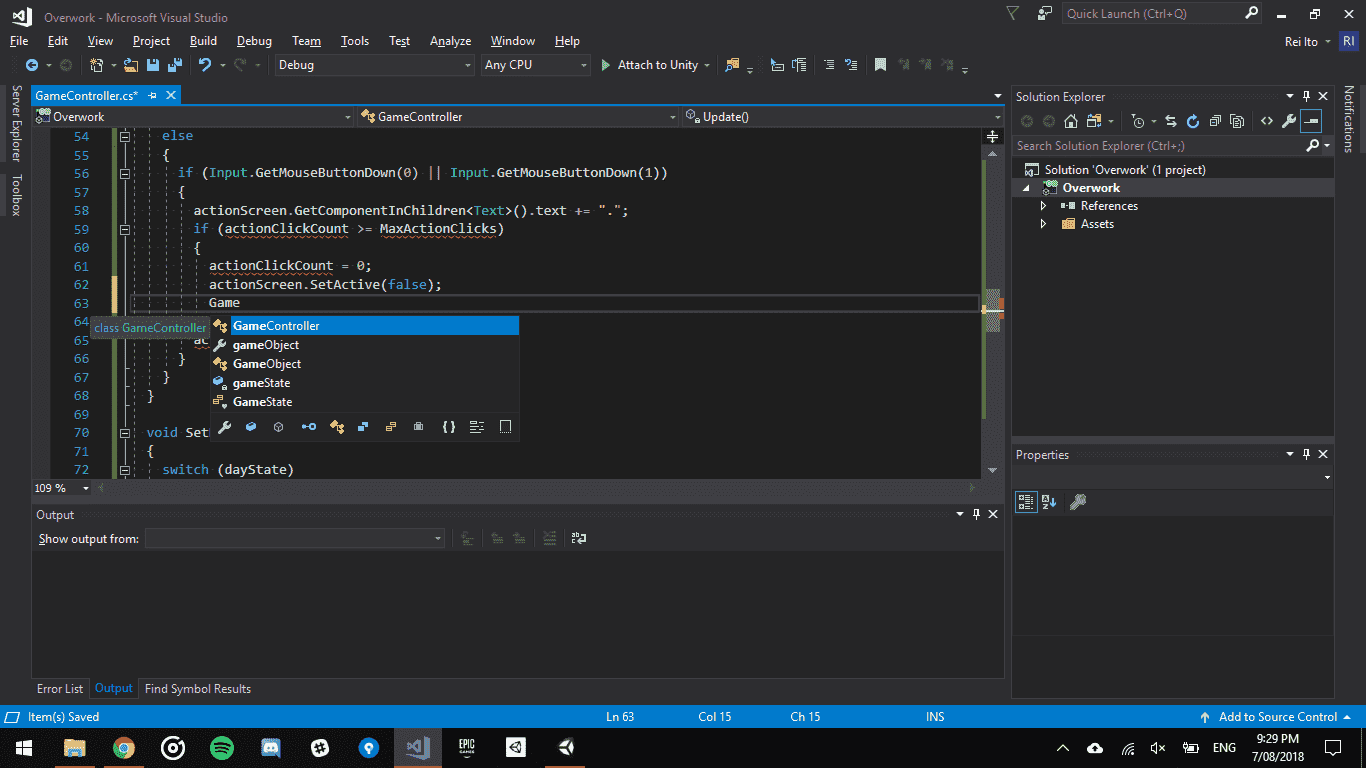 Overwork - Microsoft Visual Studio
Quick Launch (Ctrl+Q)
File Edit View Project Build Debug Team Tools Test Analyze Window Help
Rei Ito RI
Debug Any CPU Attach to Unity
Server Explorer
Toolbox
GameController.cs*
Overwork GameController Update()
54 else
55 {
56 if (Input.GetMouseButtonDown(0) || Input.GetMouseButtonDown(1))
57 {
58 actionScreen.GetComponentInChildren<Text>().text += ".";
59 if (actionClickCount >= MaxActionClicks)
60 {
61 actionClickCount = 0;
62 actionScreen.SetActive(false);
63 Game
64
class GameController
GameController
gameObject
GameObject
gameState
GameState
65 ac
66 }
67 }
68 }
69
70 void Set
71 {
72 switch (dayState)
109 %
Output
Show output from:
Error List Output Find Symbol Results
Solution Explorer
Search Solution Explorer (Ctrl+;)
Solution 'Overwork' (1 project)
Overwork
References
Assets
Properties
Notifications
Item(s) Saved Ln 63 Col 15 Ch 15 INS Add to Source Control
EPIC
GAMES
ENG
9:29 PM
7/08/2018